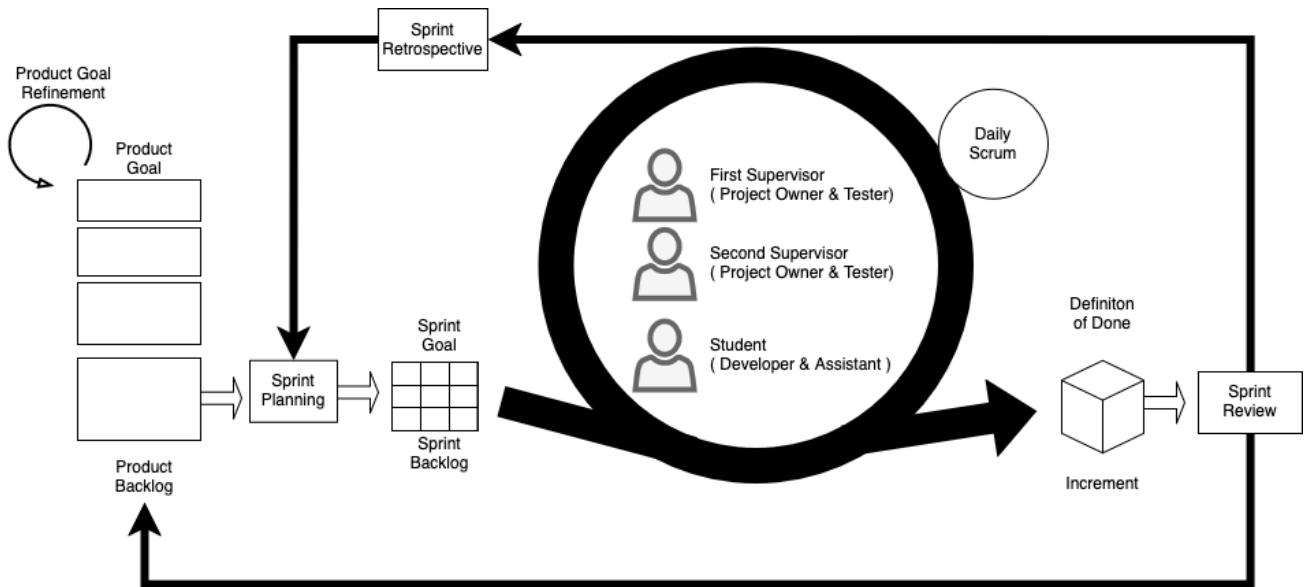 Sprint
Retrospective
Product Goal
Refinement
Product
Goal
Daily
Scrum
First Supervisor
( Project Owner & Tester)
Second Supervisor
( Project Owner & Tester)
Student
( Developer & Assistant )
Sprint
Planning
Sprint
Goal
Sprint
Backlog
Product
Backlog
Definiton
of Done
Increment
Sprint
Review